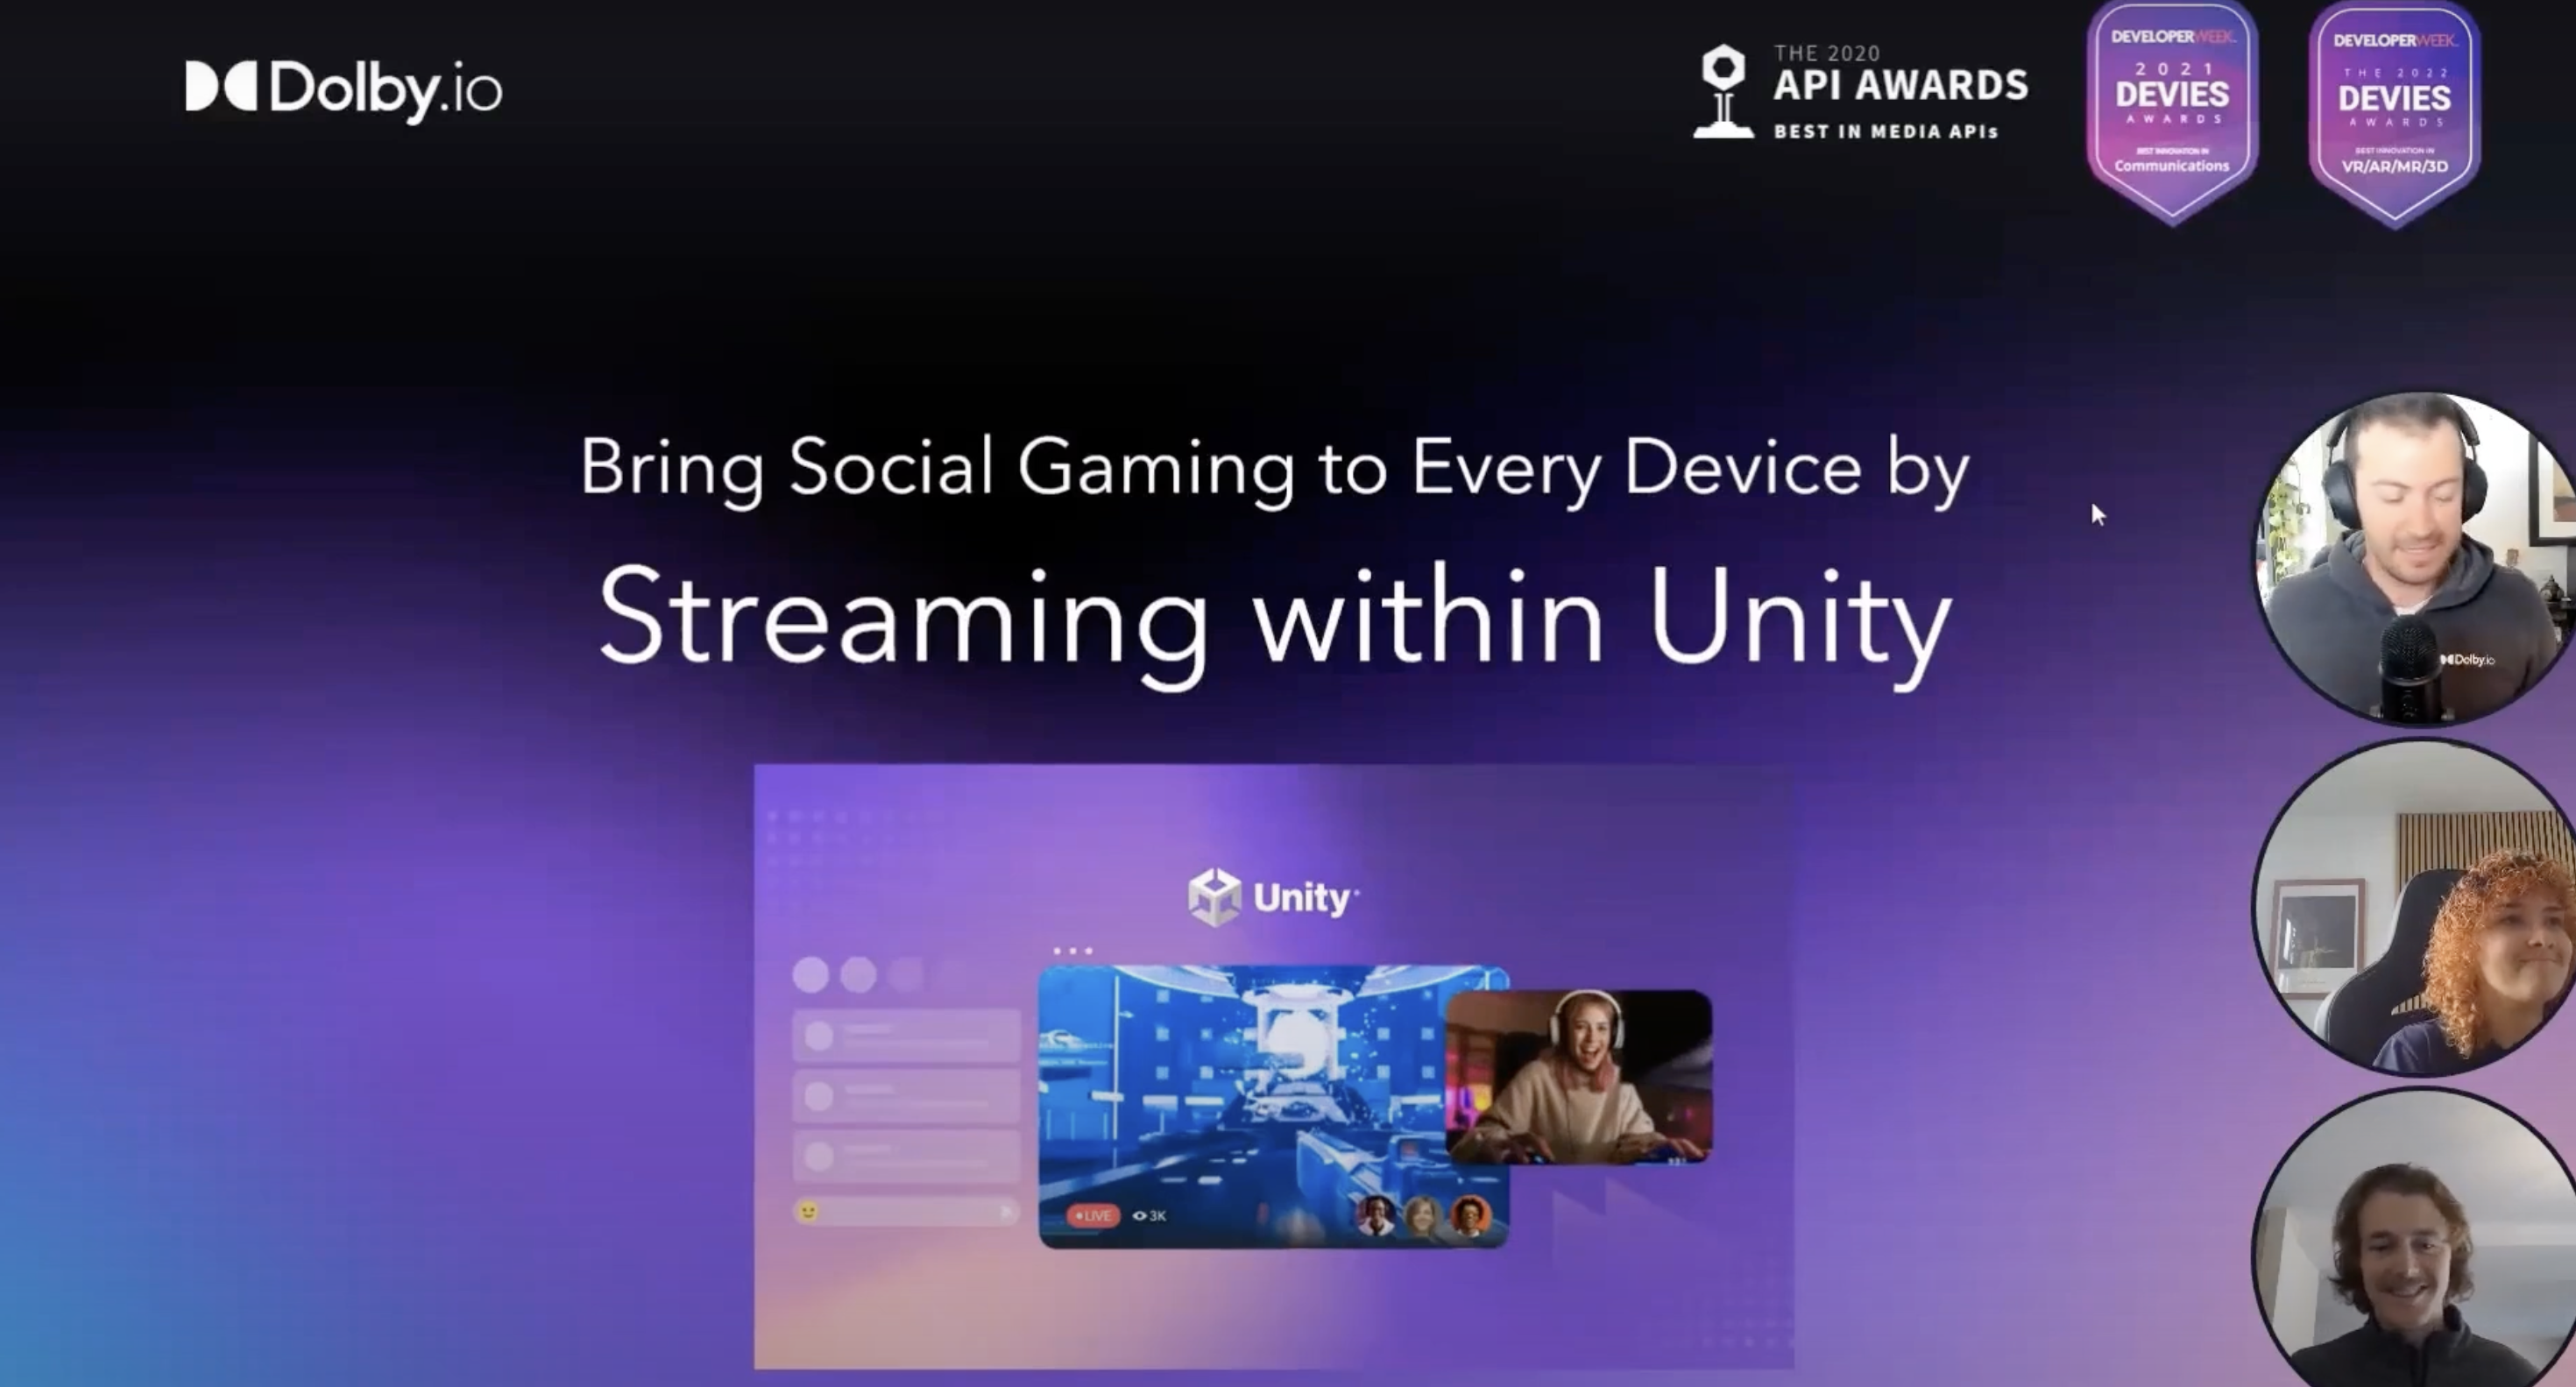 Dolby.io
THE 2020
API AWARDS
BEST IN MEDIA APIs
DEVELOPERWEEK
2021
DEVIES
AWARDS
BEST INNOVATION IN
Communications
DEVELOPERWEEK
THE 2022
DEVIES
AWARDS
BEST INNOVATION IN
VR/AR/MR/3D
Bring Social Gaming to Every Device by
Streaming within Unity
Dolby.io
Unity
LIVE
3K